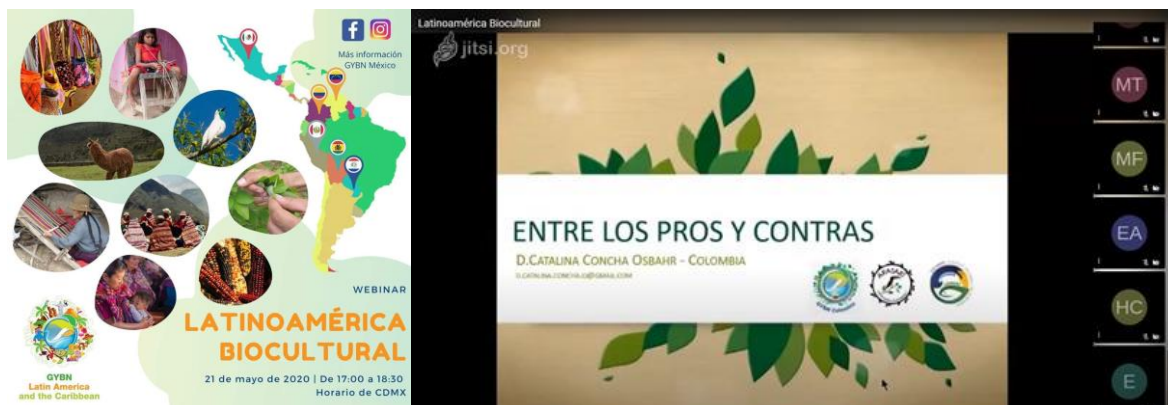 Más información
GYBN México
WEBINAR
LATINOAMÉRICA
BIOCULTURAL
21 de mayo de 2020 | De 17:00 a 18:30
Horario de CDMX
GYBN
Latin America
and the Caribbean
Latinoamérica Biocultural
jitsi.org
ENTRE LOS PROS Y CONTRAS
D.CATALINA CONCHA OSBAHR - COLOMBIA
MT
MF
EA
HC
E